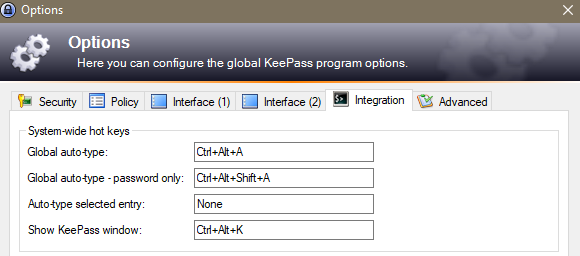 Options
Options
Here you can configure the global KeePass program options.
Security Policy Interface (1) Interface (2) Integration Advanced
System-wide hot keys
Global auto-type: Ctrl+Alt+A
Global auto-type - password only: Ctrl+Alt+Shift+A
Auto-type selected entry: None
Show KeePass window: Ctrl+Alt+K